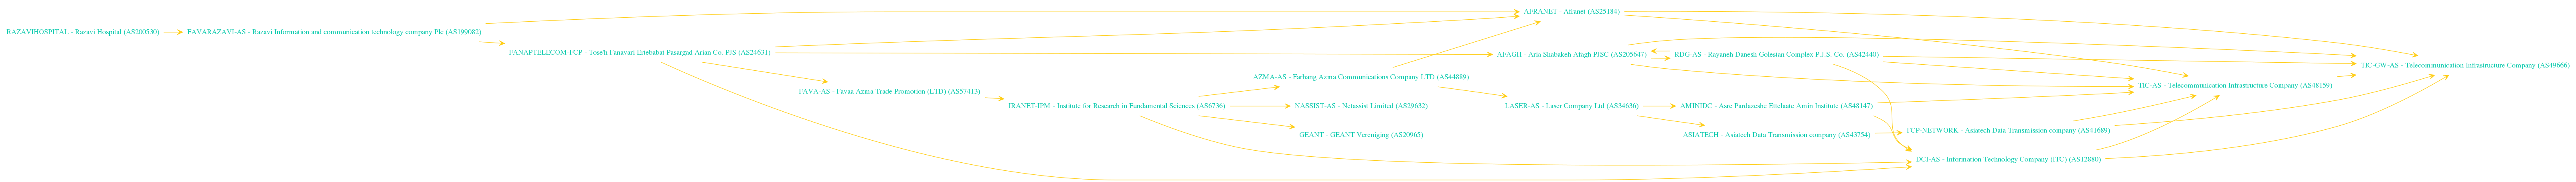 RAZAVIHOSPITAL - Razavi Hospital (AS200530)
FAVARAZAVI-AS - Razavi Information and communication technology company Plc (AS199082)
FANAPTELECOM-FCP - Tose'h Fanavari Ertebabat Pasargad Arian Co. PJS (AS24631)
FAVA-AS - Favaa Azma Trade Promotion (LTD) (AS57413)
IRANET-IPM - Institute for Research in Fundamental Sciences (AS6736)
AZMA-AS - Farhang Azma Communications Company LTD (AS44889)
NASSIST-AS - Netassist Limited (AS29632)
GEANT - GEANT Vereniging (AS20965)
AFRANET - Afranet (AS25184)
AFAGH - Aria Shabakeh Afagh PJSC (AS205647)
LASER-AS - Laser Company Ltd (AS34636)
RDG-AS - Rayaneh Danesh Golestan Complex P.J.S. Co. (AS42440)
AMINIDC - Asre Pardazeshe Ettelaate Amin Institute (AS48147)
ASIATECH - Asiatech Data Transmission company (AS43754)
FCP-NETWORK - Asiatech Data Transmission company (AS41689)
DCI-AS - Information Technology Company (ITC) (AS12880)
TIC-AS - Telecommunication Infrastructure Company (AS48159)
TIC-GW-AS - Telecommunication Infrastructure Company (AS49666)